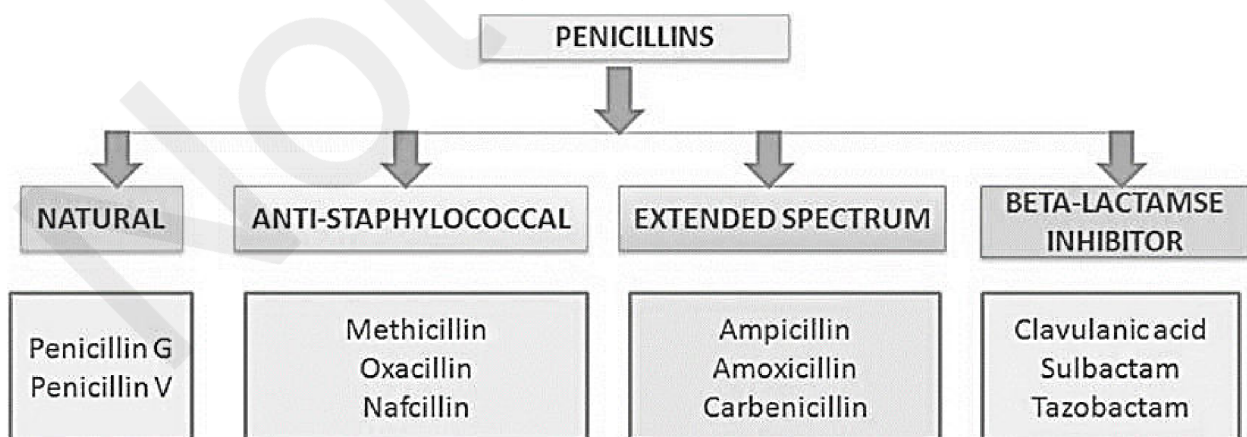 PENICILLINS
NATURAL
ANTI-STAPHYLOCOCCAL
EXTENDED SPECTRUM
BETA-LACTAMSE
INHIBITOR
Penicillin G
Penicillin V
Methicillin
Oxacillin
Nafcillin
Ampicillin
Amoxicillin
Carbenicillin
Clavulanic acid
Sulbactam
Tazobactam